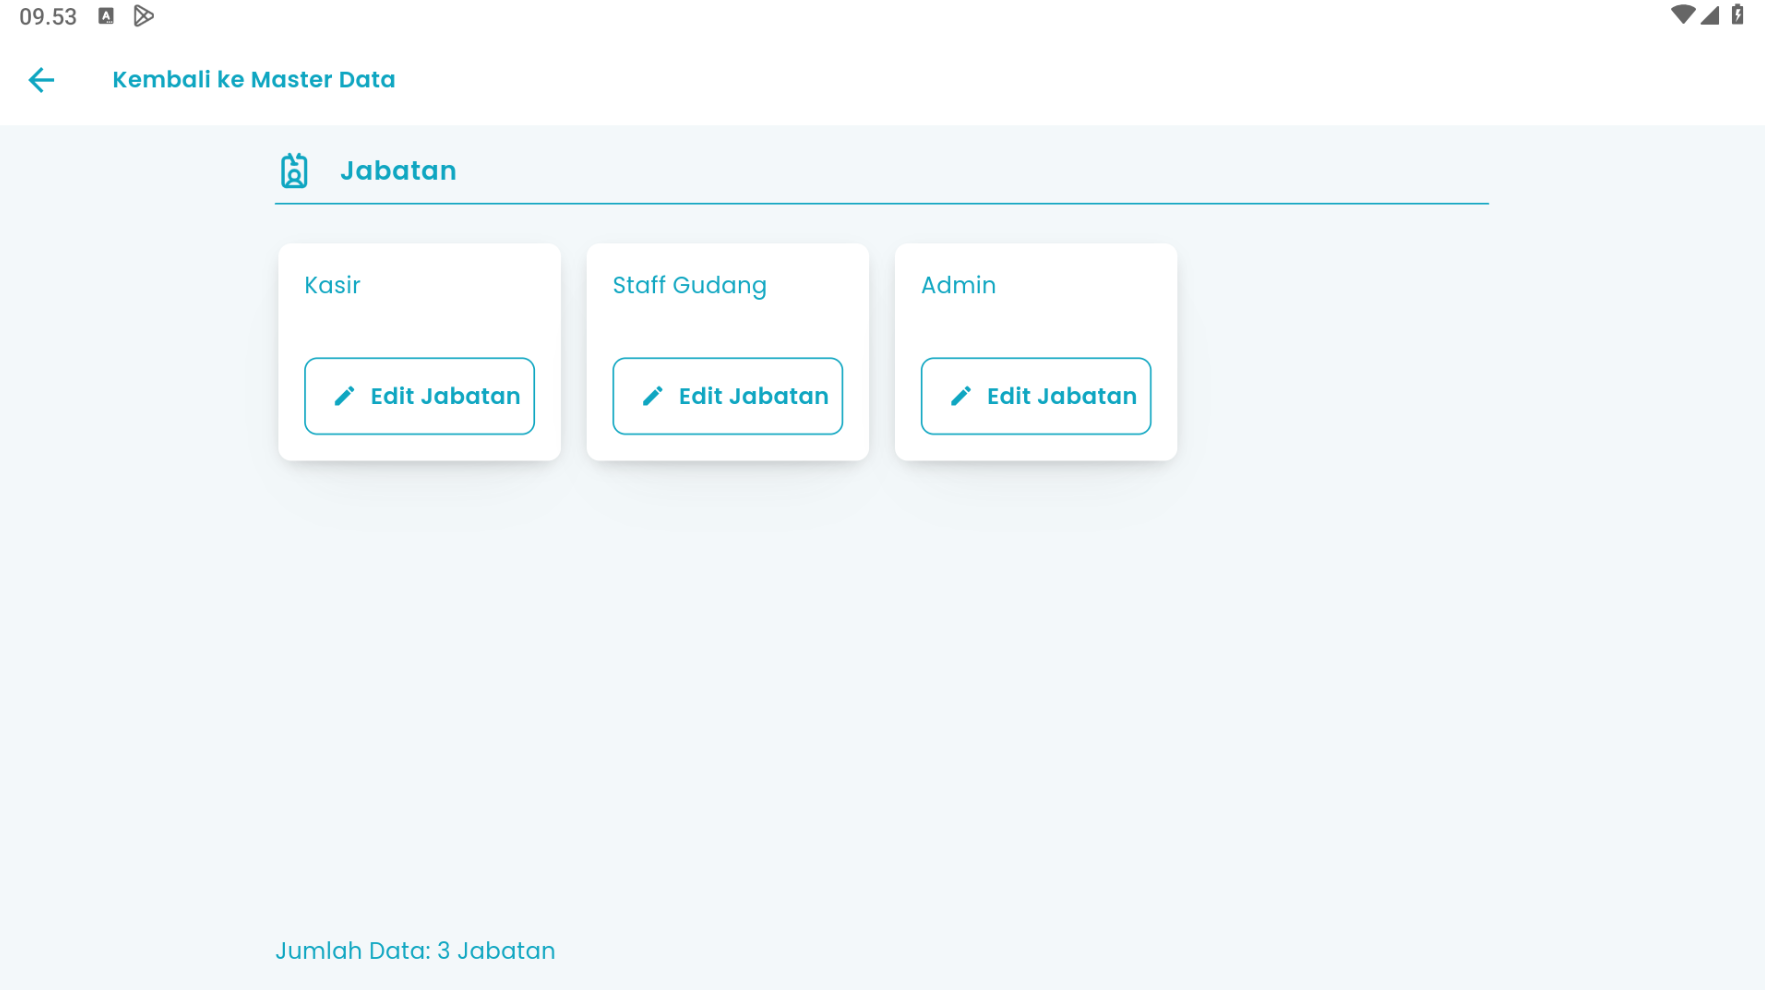 09.53
Kembali ke Master Data
Jabatan
Kasir
Staff Gudang
Admin
Edit Jabatan
Edit Jabatan
Edit Jabatan
Jumlah Data: 3 Jabatan